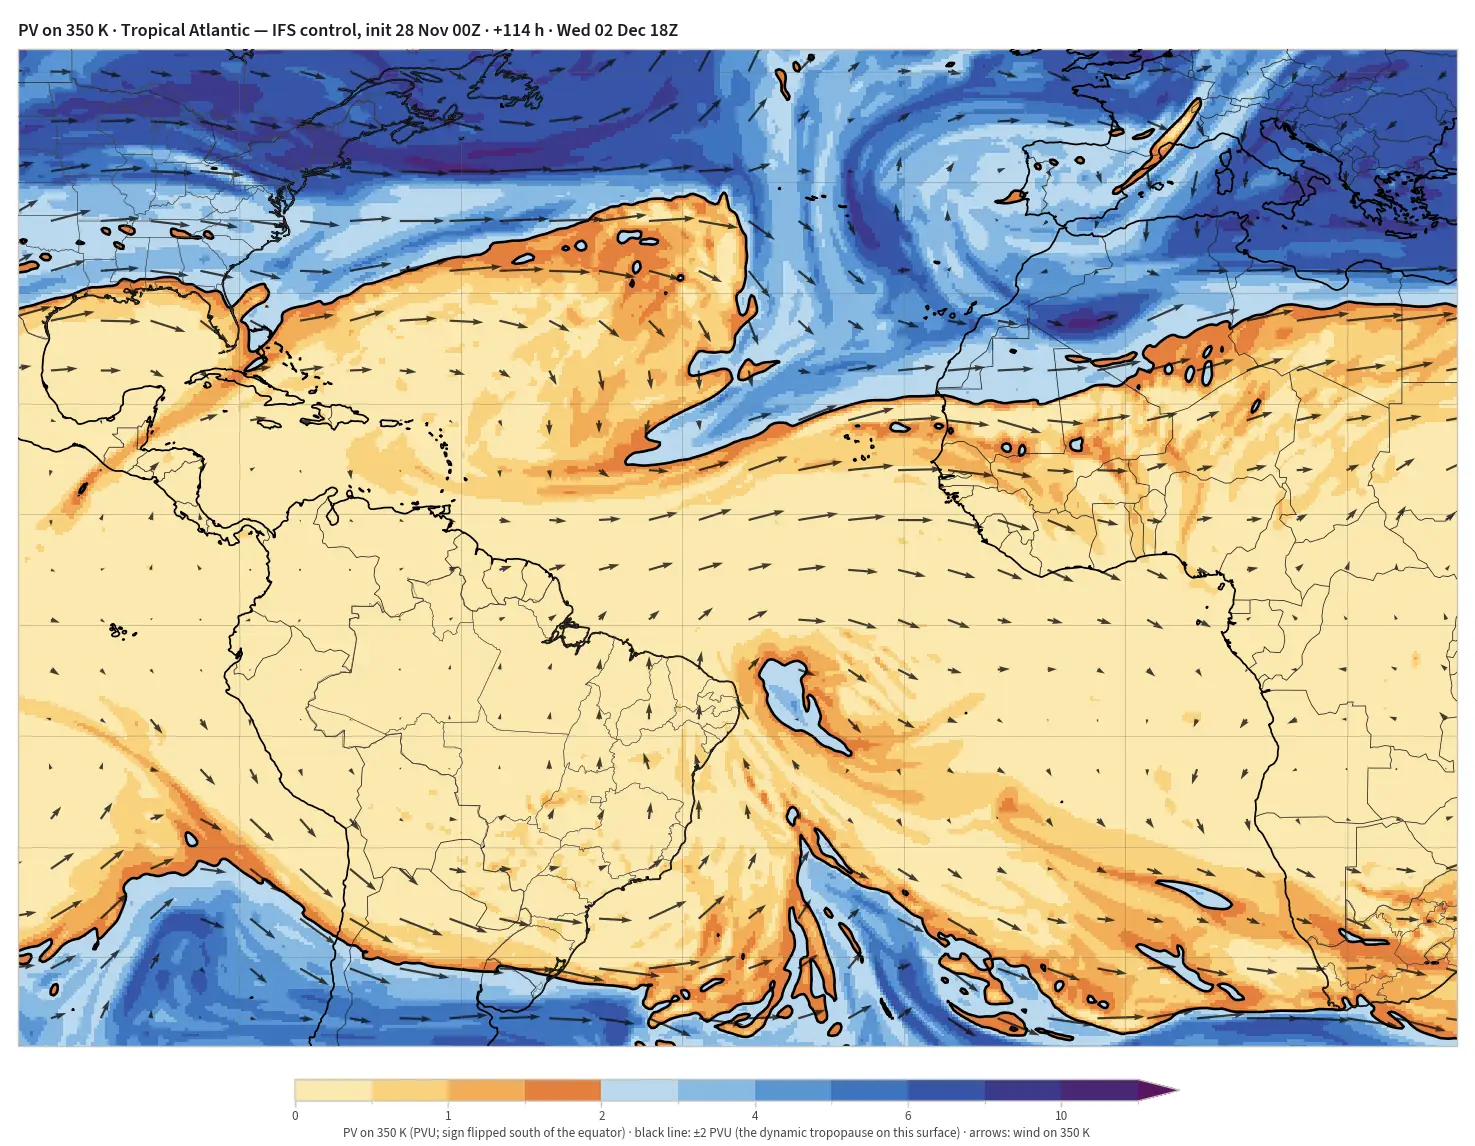 PV on 350 K · Tropical Atlantic — IFS control, init 28 Nov 00Z · +114 h · Wed 02 Dec 18Z
0 1 2 4 6 10
PV on 350 K (PVU; sign flipped south of the equator) · black line: ±2 PVU (the dynamic tropopause on this surface) · arrows: wind on 350 K